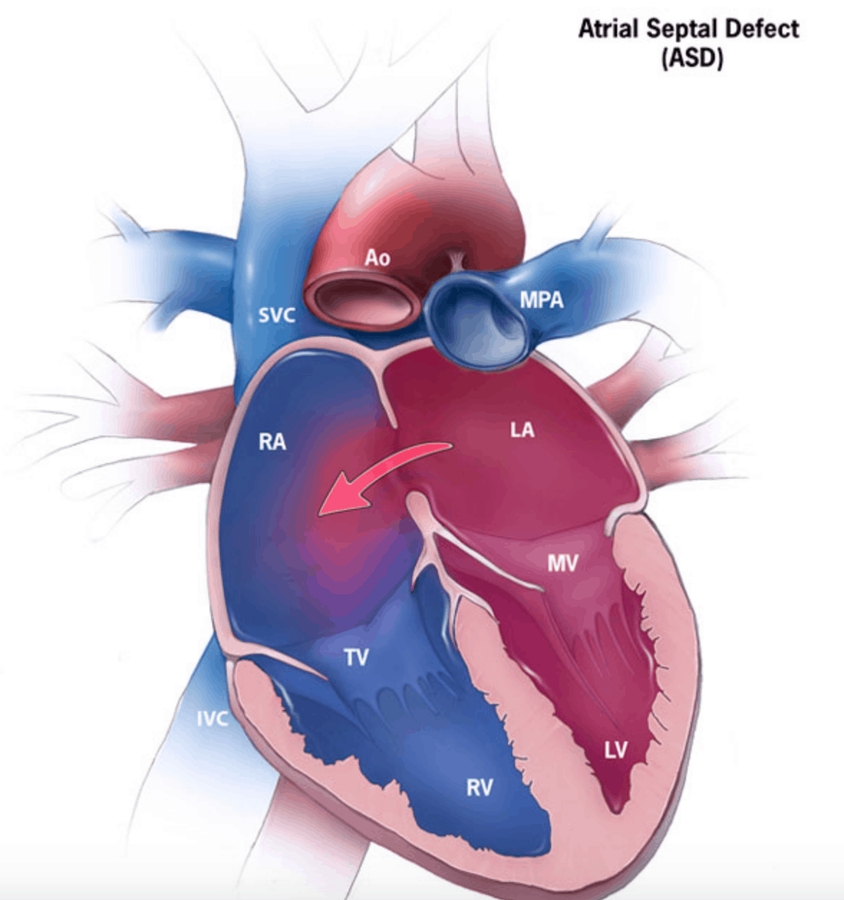 Atrial Septal Defect
(ASD)
Ao
MPA
SVC
RA
LA
MV
TV
IVC
LV
RV